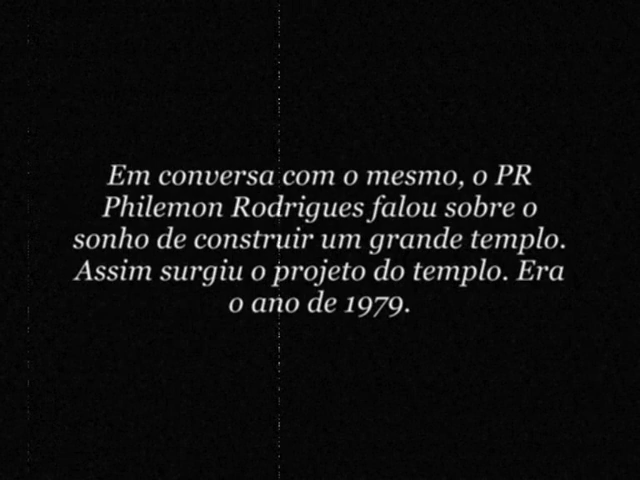 Em conversa com o mesmo, o PR
Philemon Rodrigues falou sobre o
sonho de construir um grande templo.
Assim surgiu o projeto do templo. Era
o ano de 1979.